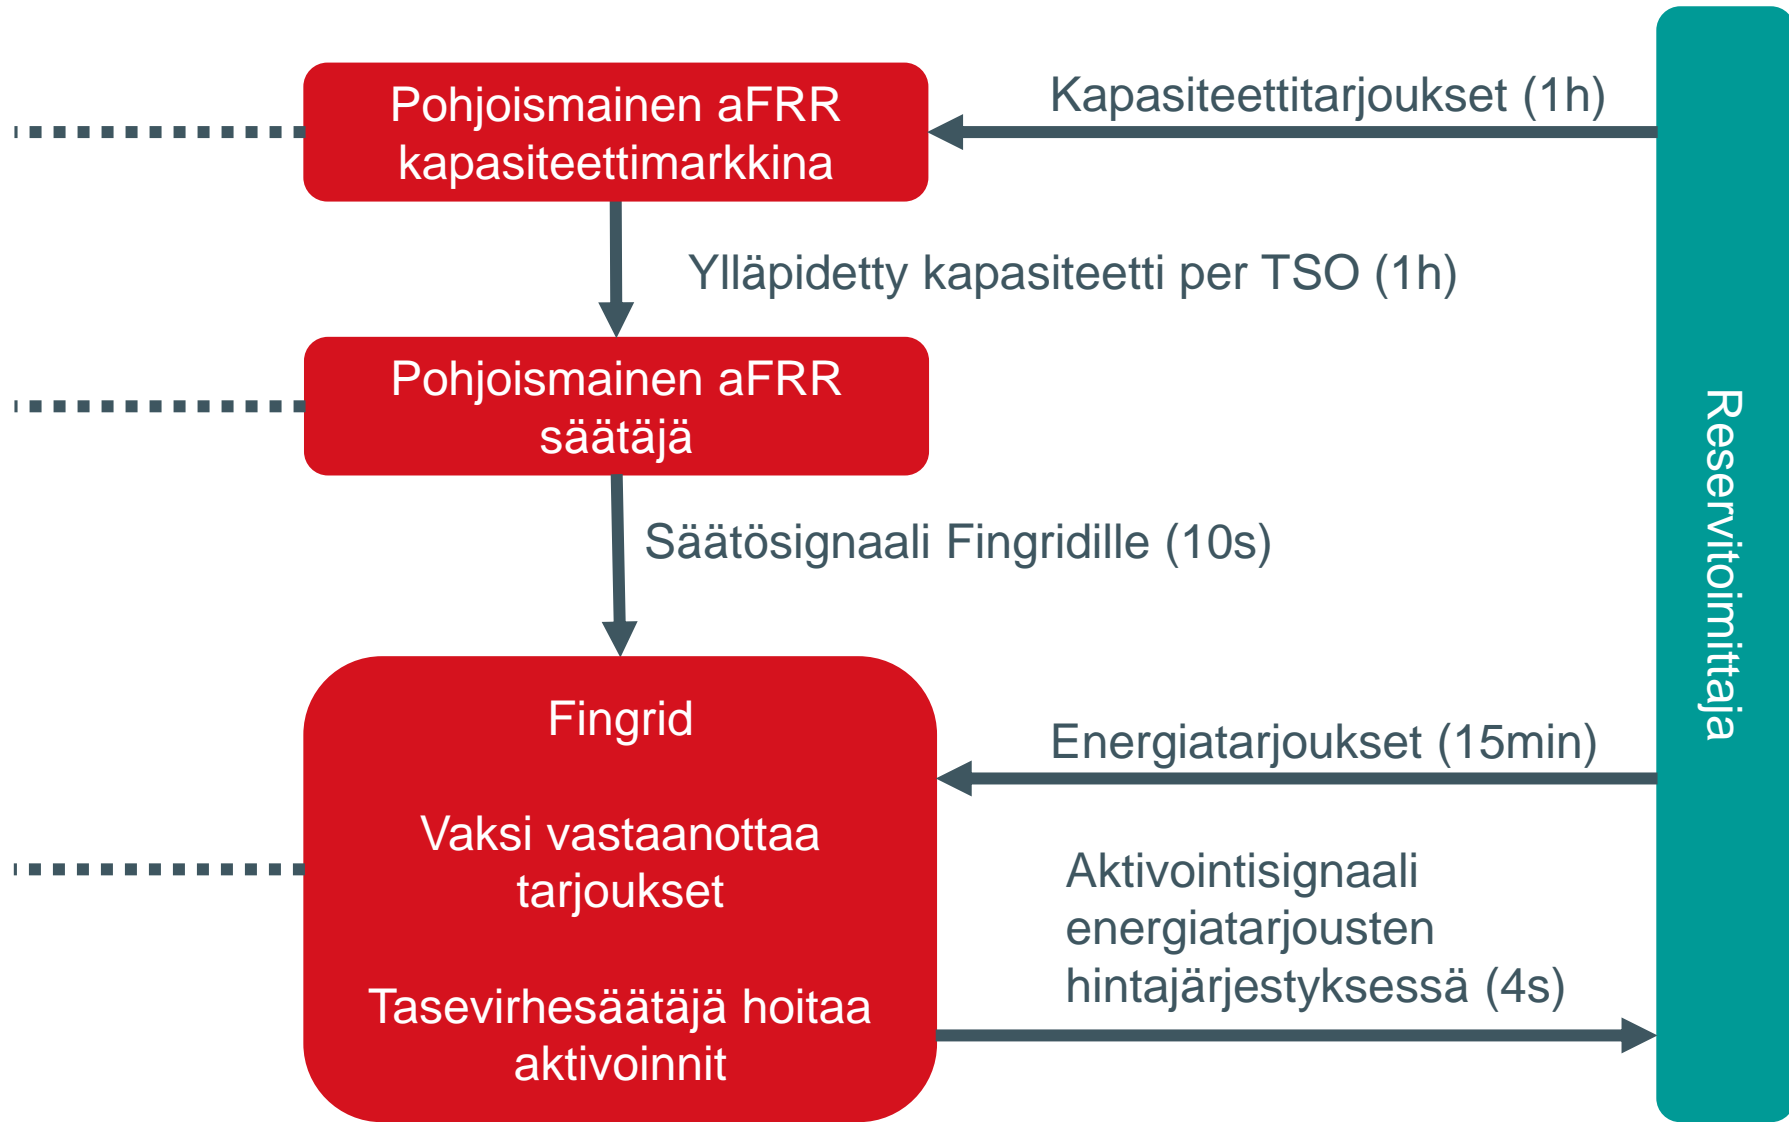 Pohjoismainen aFRR
kapasiteettimarkkina
Kapasiteettitarjoukset (1h)
Ylläpidetty kapasiteetti per TSO (1h)
Pohjoismainen aFRR
säätäjä
Säätösignaali Fingridille (10s)
Fingrid
Vaksi vastaanottaa
tarjoukset
Tasevirhesäätäjä hoitaa
aktivoinnit
Energiatarjoukset (15min)
Aktivointisignaali
energiatarjousten
hintajärjestyksessä (4s)
Reservitoimittaja